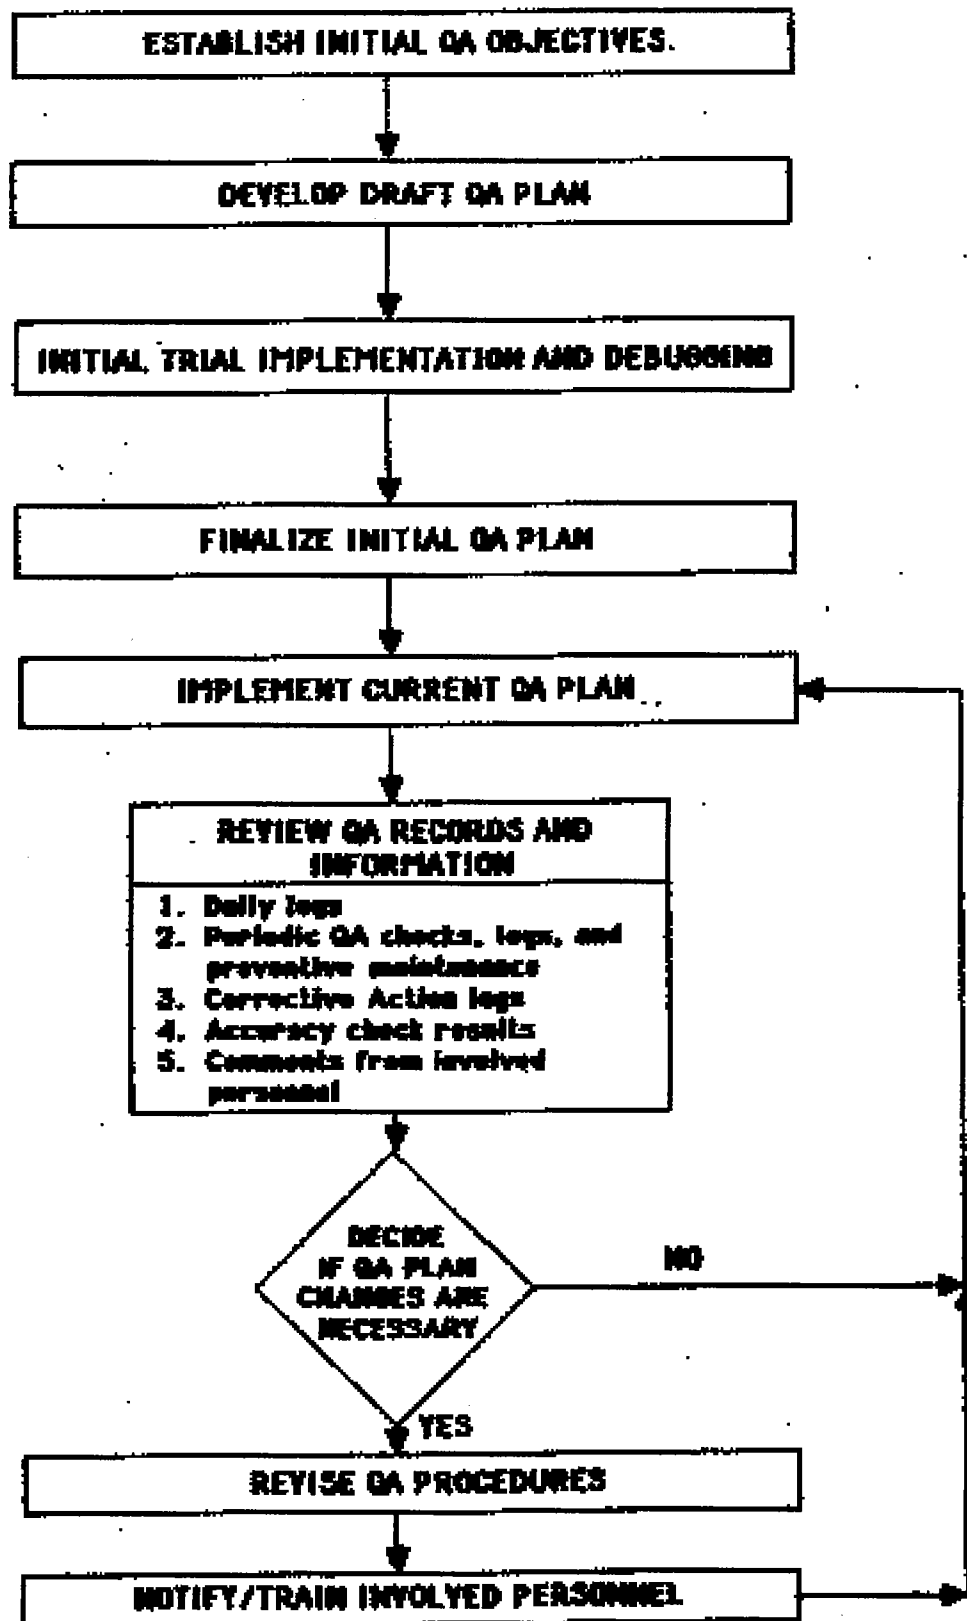 ESTABLISH INITIAL QA OBJECTIVES.
DEVELOP DRAFT QA PLAN
INITIAL TRIAL IMPLEMENTATION AND DEBUGGING
FINALIZE INITIAL QA PLAN
IMPLEMENT CURRENT QA PLAN
REVIEW QA RECORDS AND
INFORMATION
1. Daily logs
2. Periodic QA checks, logs, and
preventive maintenance
3. Corrective Action logs
4. Accuracy check results
5. Comments from involved
personnel
DECIDE
IF QA PLAN
CHANGES ARE
NECESSARY
NO
YES
REVISE QA PROCEDURES
NOTIFY/TRAIN INVOLVED PERSONNEL